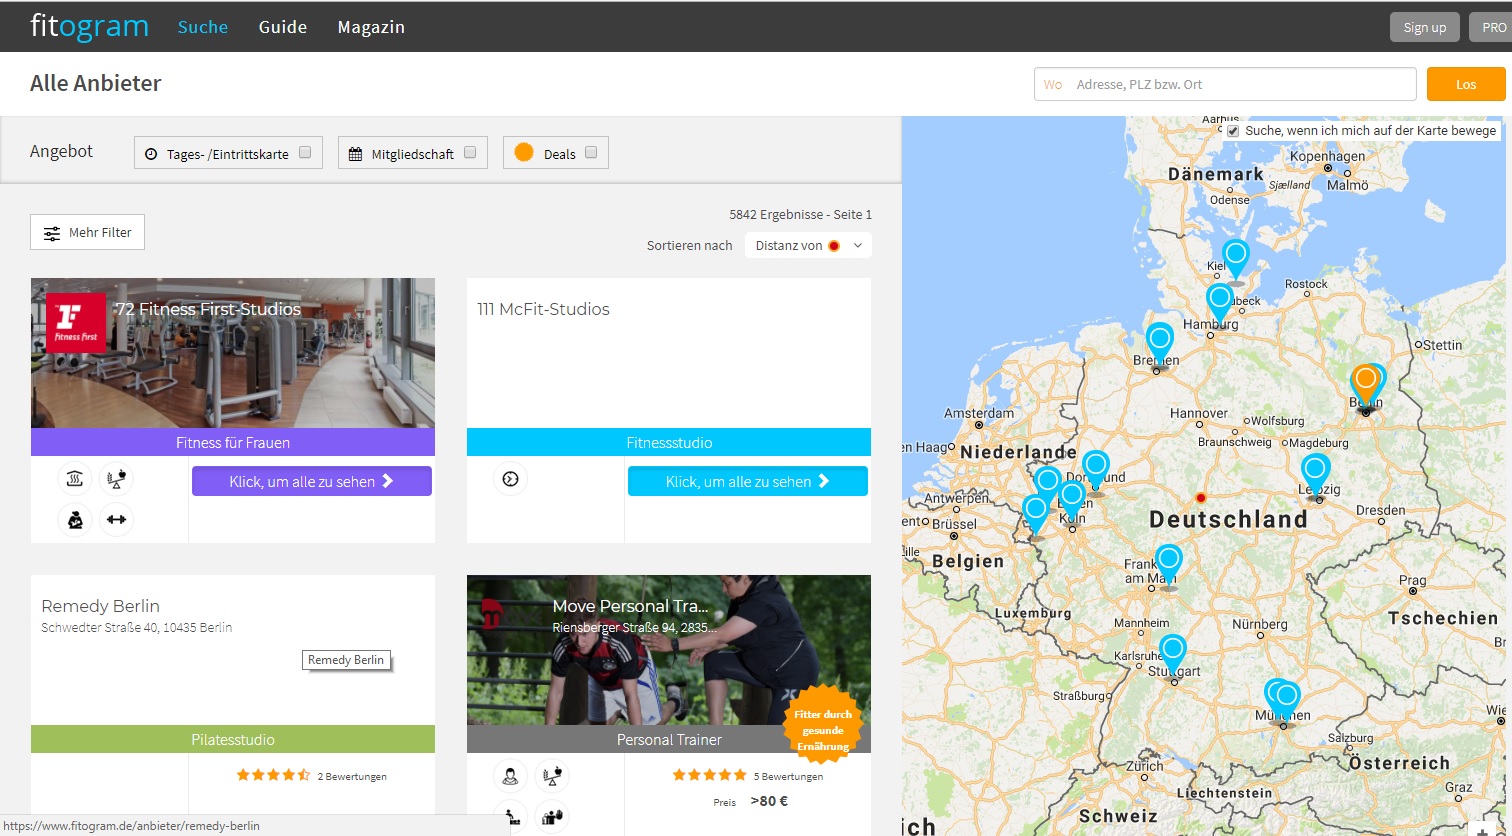 fitogram Suche Guide Magazin Sign up PRO
Alle Anbieter
Wo Adresse, PLZ bzw. Ort Los
Angebot Tages- /Eintrittskarte Mitgliedschaft Deals
5842 Ergebnisse - Seite 1
Mehr Filter
Sortieren nach Distanz von
Fitness First
72 Fitness First-Studios
Fitness für Frauen
Klick, um alle zu sehen
111 McFit-Studios
Fitnessstudio
Klick, um alle zu sehen
Remedy Berlin
Schwedter Straße 40, 10435 Berlin
Remedy Berlin
Pilatesstudio
2 Bewertungen
Move Personal Tra...
Riensberger Straße 94, 2835...
Fitter durch
gesunde
Ernährung
Personal Trainer
5 Bewertungen
Preis >80 €
https://www.fitogram.de/anbieter/remedy-berlin
Aarhus
Suche, wenn ich mich auf der Karte bewege
Kopenhagen
Dänemark
Sjælland
Malmö
Odense
Kiel
Rostock
Hamburg
Stettin
Bremen
Berlin
Amsterdam
Hannover
Wolfsburg
Braunschweig
Magdeburg
en Haag
Niederlande
Dortmund
Leipzig
Antwerpen
Essen
Köln
Dresden
Brüssel
Deutschland
Belgien
Frank
am Main
Prag
Tschechien
Luxemburg
Mannheim
Nürnberg
Karlsruhe
Stuttgart
Straßburg
München
Salzburg
Österreich
Zürich
Liechtenstein
Graz
Schweiz
ich
Wie